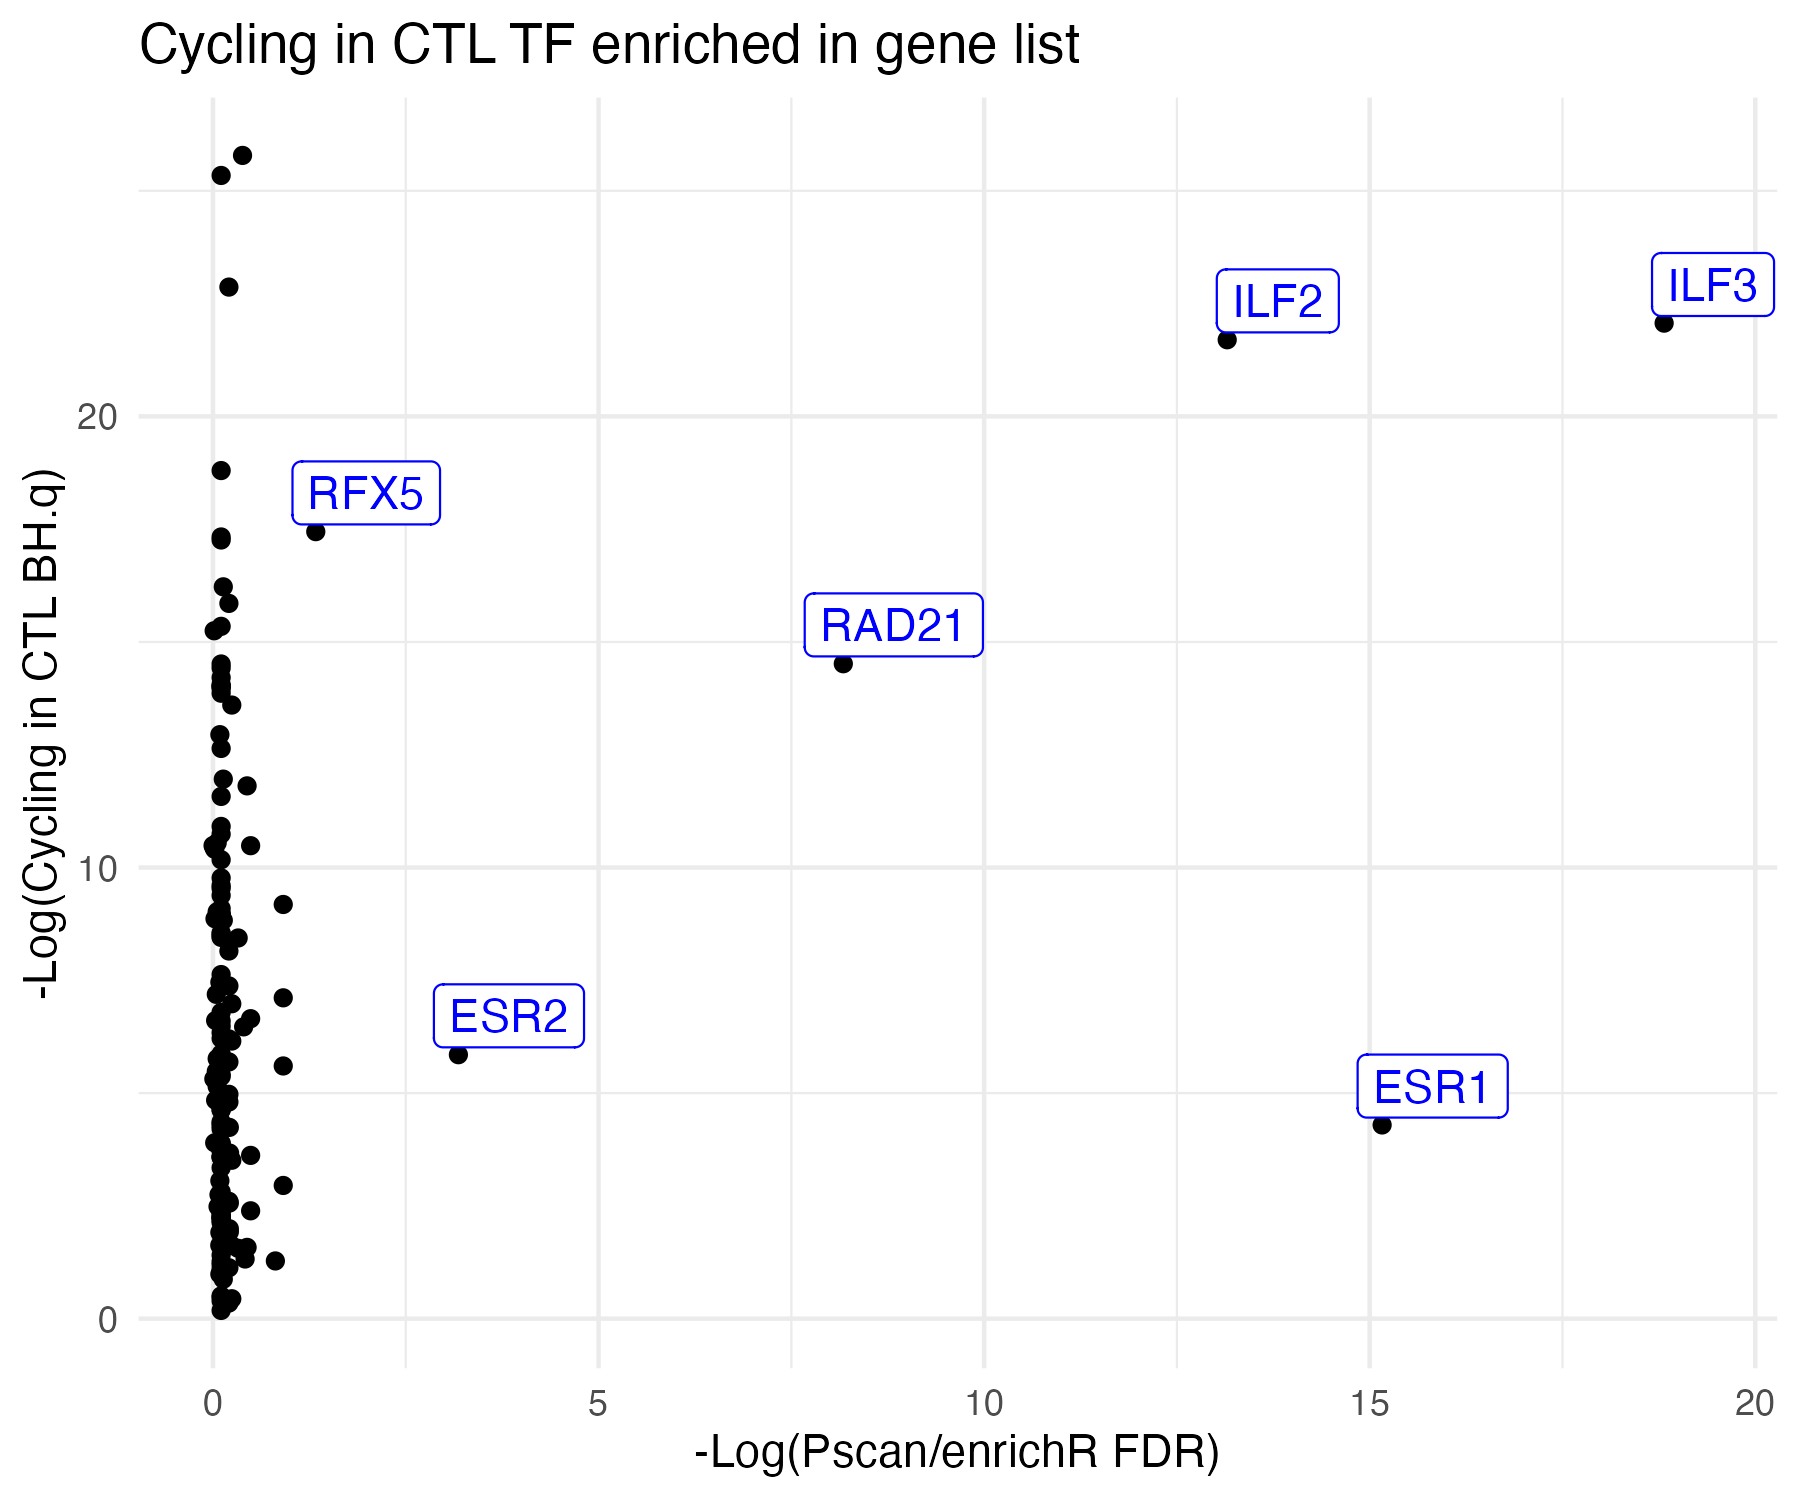 Cycling in CTL TF enriched in gene list
ILF3
ILF2
RFX5
RAD21
ESR2
ESR1
20
10
0
-Log(Cycling in CTL BH.q)
0 5 10 15 20
-Log(Pscan/enrichR FDR)